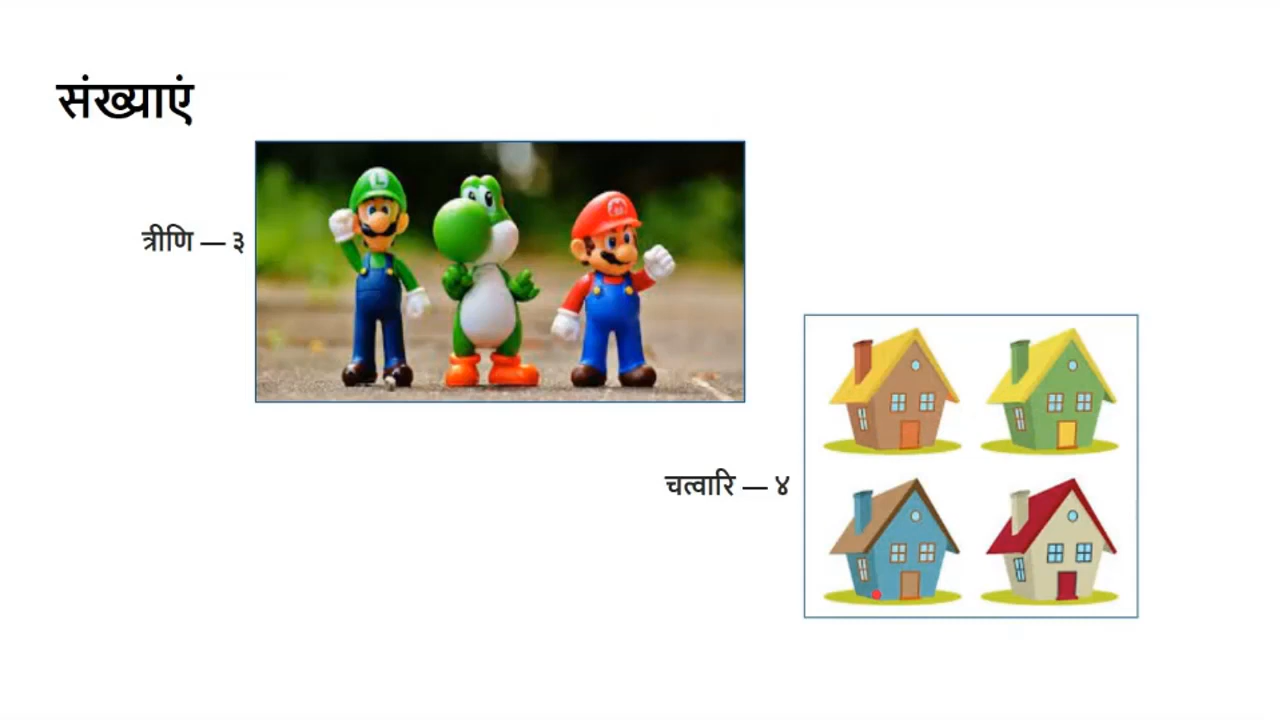 संख्याएं
त्रीणि — ३
चत्वारि — ४
L
M